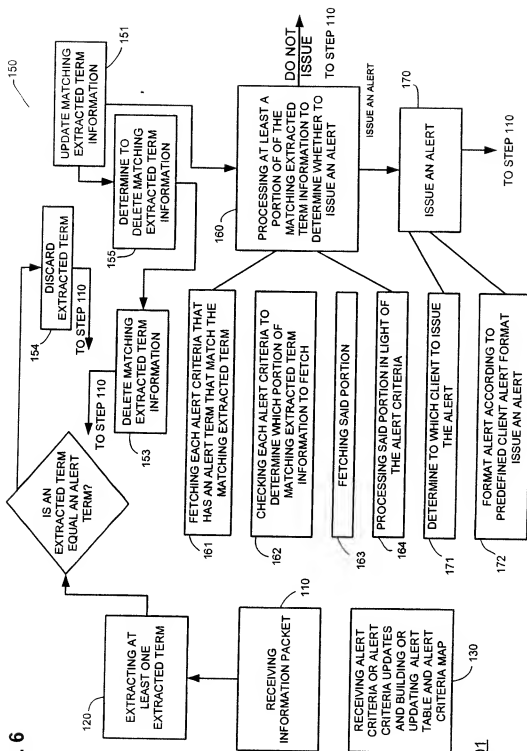 . 6
150
RECEIVING
INFORMATION PACKET
110
EXTRACTING AT
LEAST ONE
EXTRACTED TERM
120
RECEIVING ALERT
CRITERIA OR ALERT
CRITERIA UPDATES
AND BUILDING OR
UPDATING ALERT
TABLE AND ALERT
CRITERIA MAP
130
IS AN
EXTRACTED TERM
EQUAL AN ALERT
TERM?
DISCARD
EXTRACTED TERM
154
TO STEP 110
UPDATE MATCHING
EXTRACTED TERM
INFORMATION
151
DETERMINE TO
DELETE MATCHING
EXTRACTED TERM
INFORMATION
155
TO STEP 110
DELETE MATCHING
EXTRACTED TERM
INFORMATION
153
PROCESSING AT LEAST A
PORTION OF OF THE
MATCHING EXTRACTED
TERM INFORMATION TO
DETERMINE WHETHER TO
ISSUE AN ALERT
160
DO NOT
ISSUE
TO STEP 110
ISSUE AN ALERT
ISSUE AN ALERT
170
TO STEP 110
FETCHING EACH ALERT CRITERIA THAT
HAS AN ALERT TERM THAT MATCH THE
MATCHING EXTRACTED TERM
161
CHECKING EACH ALERT CRITERIA TO
DETERMINE WHICH PORTION OF
MATCHING EXTRACTED TERM
INFORMATION TO FETCH
162
FETCHING SAID PORTION
163
PROCESSING SAID PORTION IN LIGHT OF
THE ALERT CRITERIA
164
DETERMINE TO WHICH CLIENT TO ISSUE
THE ALERT
171
FORMAT ALERT ACCORDING TO
PREDEFINED CLIENT ALERT FORMAT
ISSUE AN ALERT
172